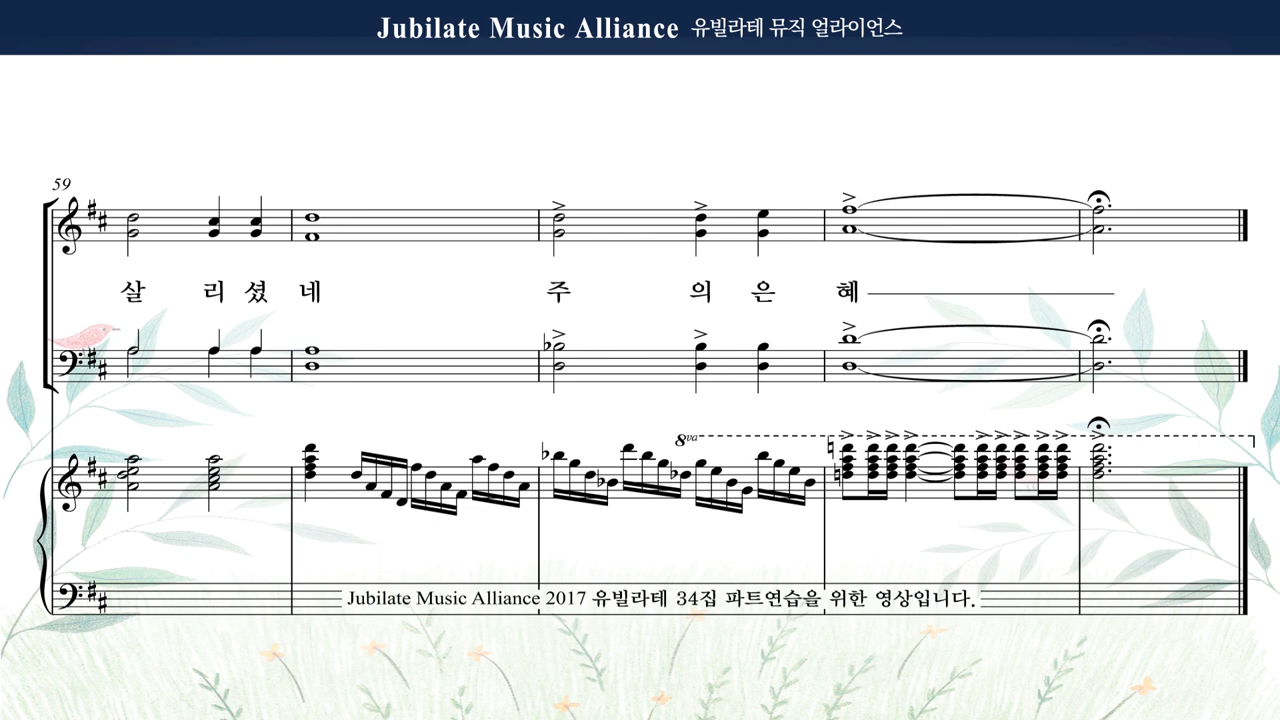 Jubilate Music Alliance 유빌라테 뮤직 얼라이언스
59
살 리 셨 네 주 의 은 혜
8va
Jubilate Music Alliance 2017 유빌라테 34집 파트연습을 위한 영상입니다.